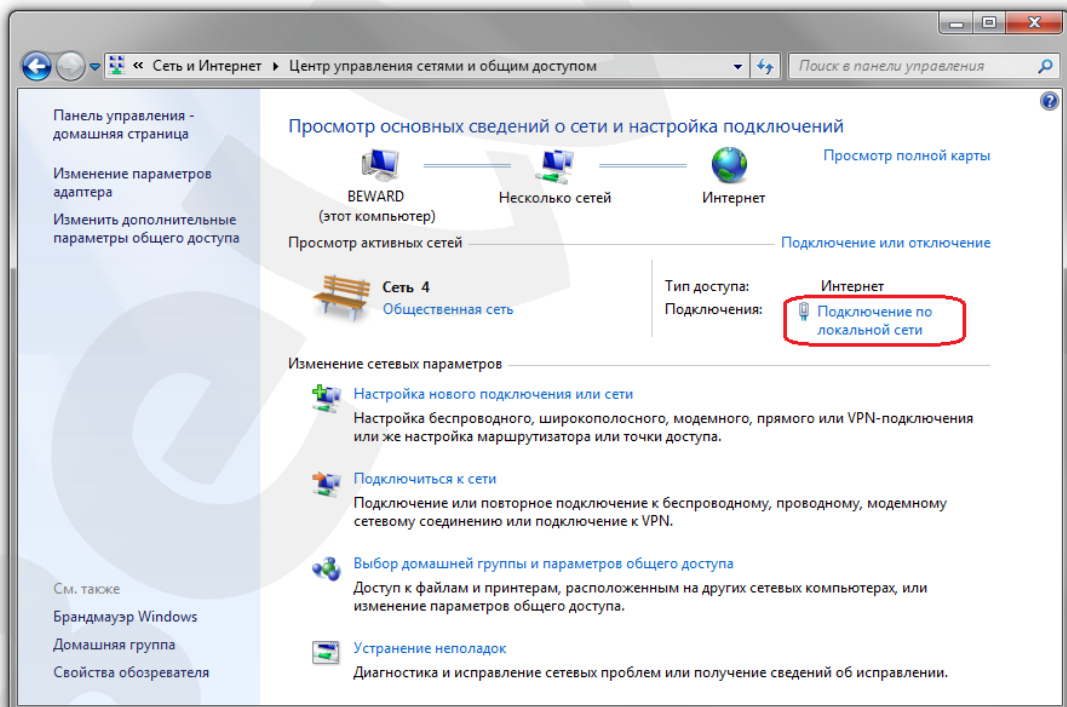 « Сеть и Интернет ▸ Центр управления сетями и общим доступом
Поиск в панели управления
Панель управления -
домашняя страница
Изменение параметров
адаптера
Изменить дополнительные
параметры общего доступа
См. также
Брандмауэр Windows
Домашняя группа
Свойства обозревателя
Просмотр основных сведений о сети и настройка подключений
Просмотр полной карты
BEWARD
(этот компьютер)
Несколько сетей
Интернет
Просмотр активных сетей
Подключение или отключение
Сеть 4
Общественная сеть
Тип доступа: Интернет
Подключения: Подключение по
локальной сети
Изменение сетевых параметров
Настройка нового подключения или сети
Настройка беспроводного, широкополосного, модемного, прямого или VPN-подключения
или же настройка маршрутизатора или точки доступа.
Подключиться к сети
Подключение или повторное подключение к беспроводному, проводному, модемному
сетевому соединению или подключение к VPN.
Выбор домашней группы и параметров общего доступа
Доступ к файлам и принтерам, расположенным на других сетевых компьютерах, или
изменение параметров общего доступа.
Устранение неполадок
Диагностика и исправление сетевых проблем или получение сведений об исправлении.